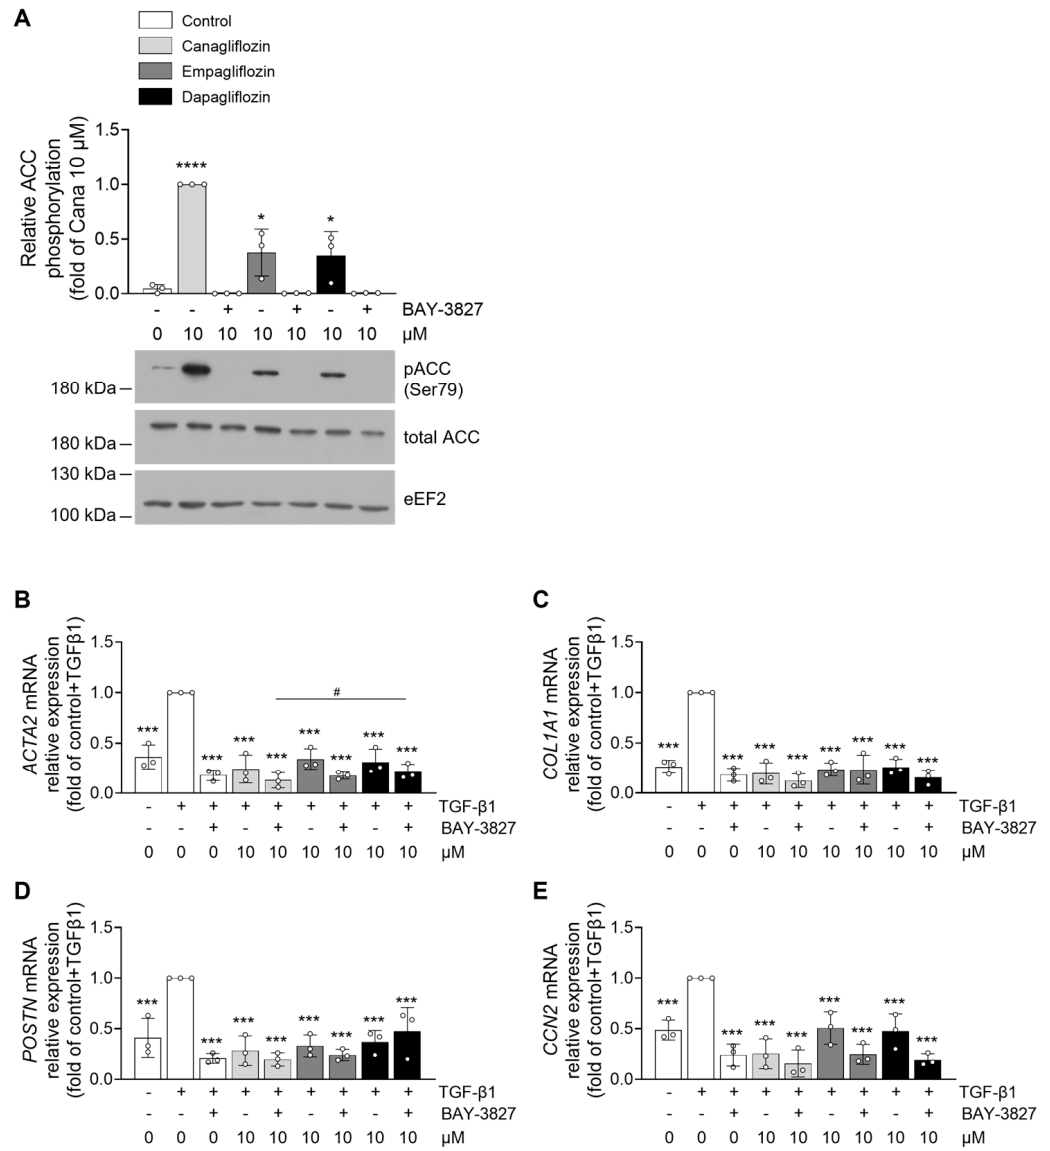 A
Control
Canagliflozin
Empagliflozin
Dapagliflozin
Relative ACC
phosphorylation
(fold of Cana 10 µM)
1.5
1.0
0.5
0.0
****
*
*
- - + - + - + BAY-3827
0 10 10 10 10 10 10 µM
180 kDa
pACC
(Ser79)
180 kDa
total ACC
130 kDa
100 kDa
eEF2
B
ACTA2 mRNA
relative expression
(fold of control+TGFβ1)
1.5
1.0
0.5
0.0
#
*** *** *** *** *** *** *** ***
- + + + + + + + + TGF-β1
- - + - + - + - + BAY-3827
0 0 0 10 10 10 10 10 10 µM
C
COL1A1 mRNA
relative expression
(fold of control+TGFβ1)
1.5
1.0
0.5
0.0
*** *** *** *** *** *** *** ***
- + + + + + + + + TGF-β1
- - + - + - + - + BAY-3827
0 0 0 10 10 10 10 10 10 µM
D
POSTN mRNA
relative expression
(fold of control+TGFβ1)
1.5
1.0
0.5
0.0
*** *** *** *** *** *** *** ***
- + + + + + + + + TGF-β1
- - + - + - + - + BAY-3827
0 0 0 10 10 10 10 10 10 µM
E
CCN2 mRNA
relative expression
(fold of control+TGFβ1)
1.5
1.0
0.5
0.0
*** *** *** *** *** *** *** ***
- + + + + + + + + TGF-β1
- - + - + - + - + BAY-3827
0 0 0 10 10 10 10 10 10 µM